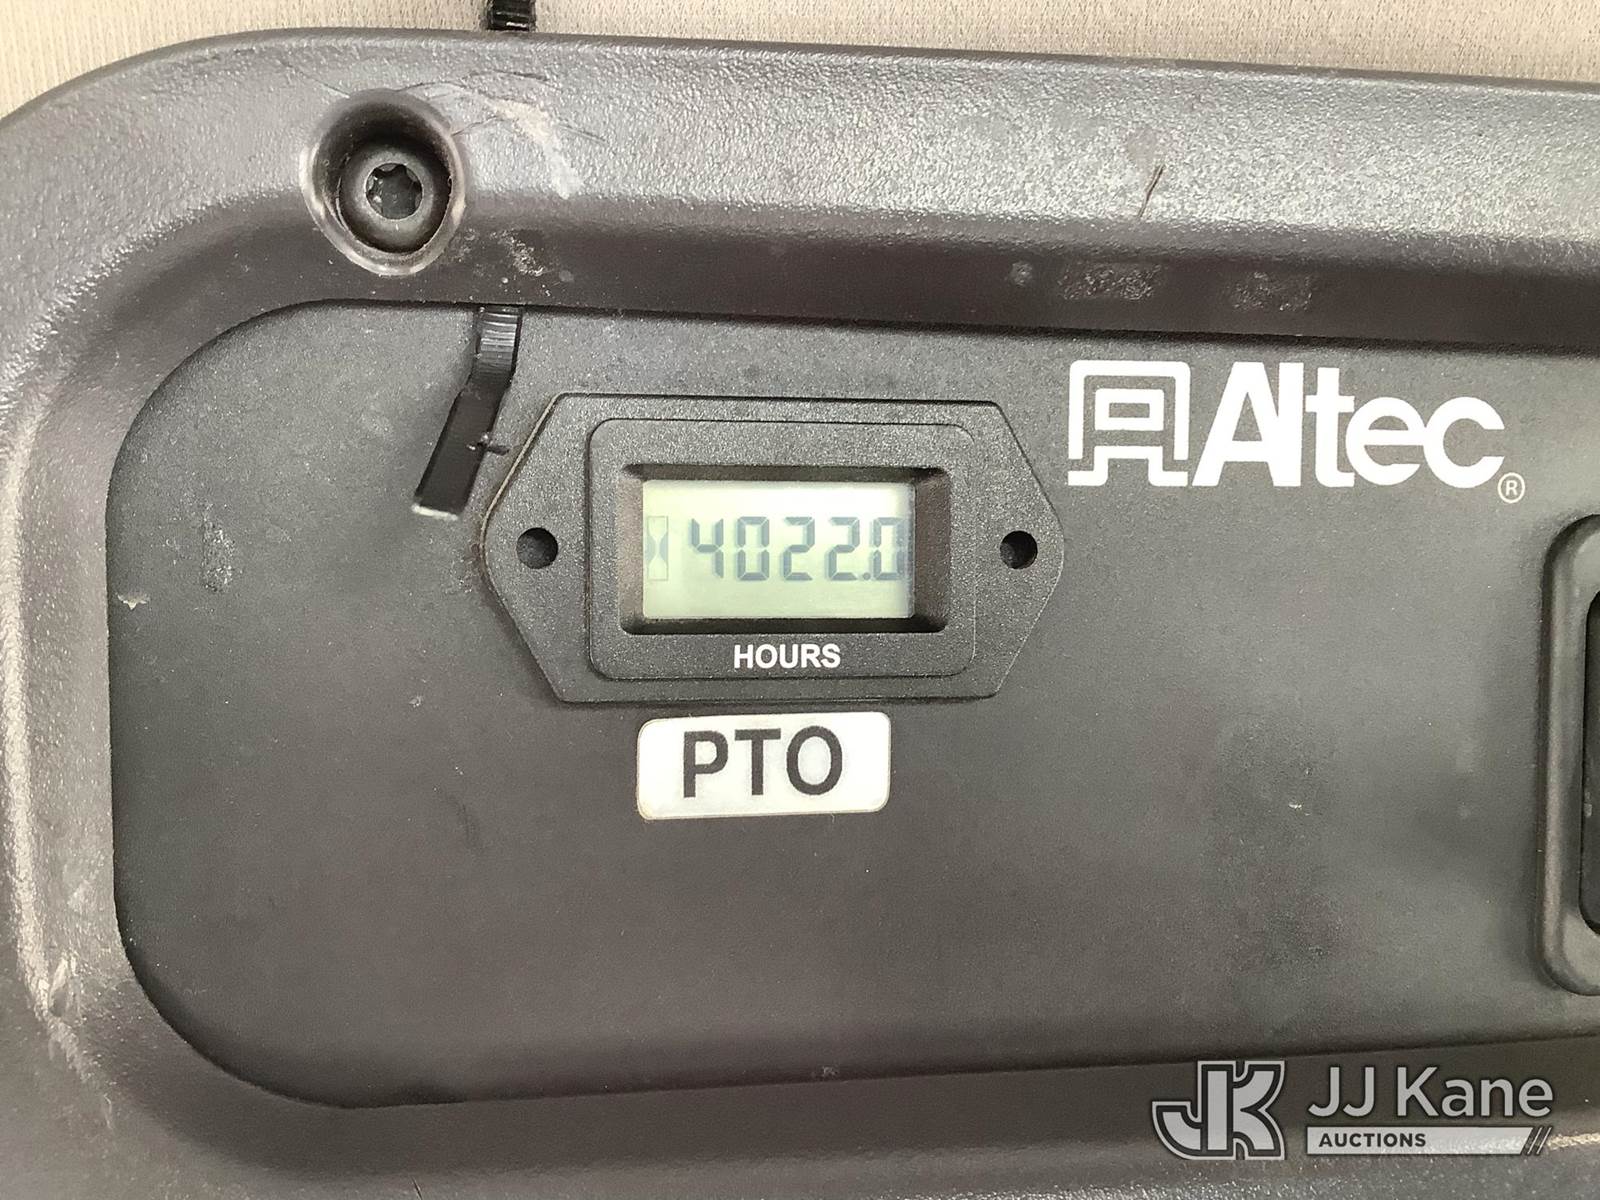 Altec®
4022.0
HOURS
PTO
JJ Kane
AUCTIONS